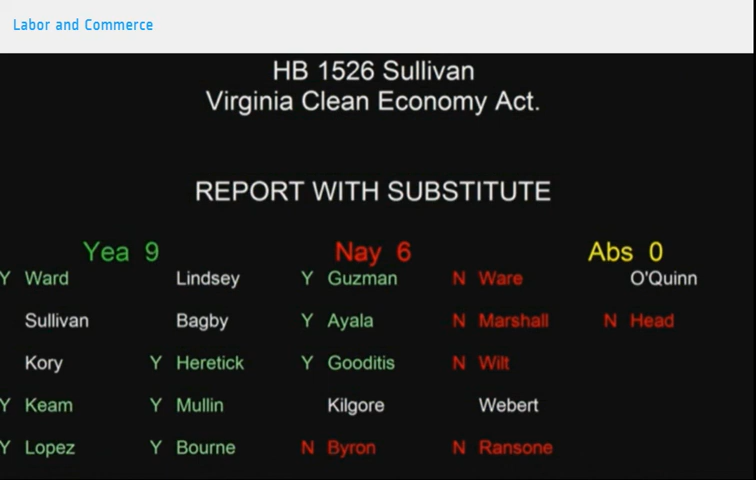 Labor and Commerce
HB 1526 Sullivan
Virginia Clean Economy Act.
REPORT WITH SUBSTITUTE
Yea 9 Nay 6 Abs 0
Y Ward Lindsey Y Guzman N Ware O'Quinn
Sullivan Bagby Y Ayala N Marshall N Head
Kory Y Heretick Y Gooditis N Wilt
Y Keam Y Mullin Kilgore Webert
Y Lopez Y Bourne N Byron N Ransone